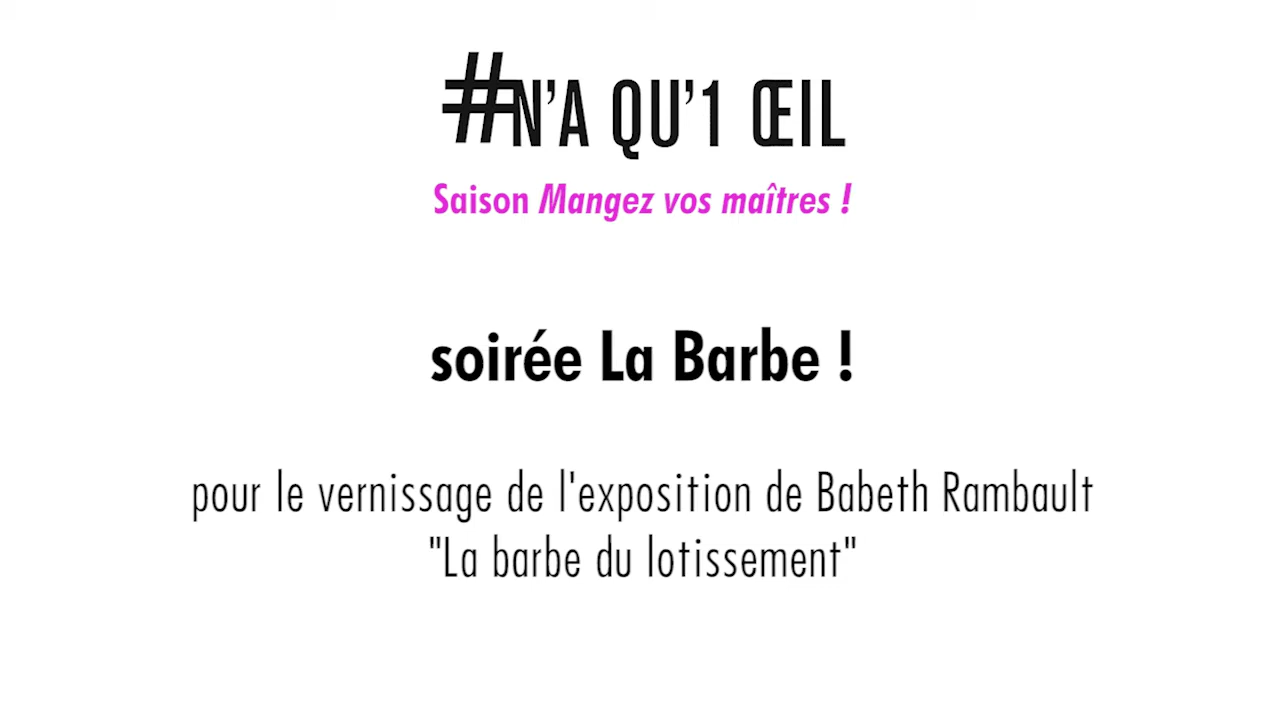 #N'A QU'1 ŒIL
Saison Mangez vos maîtres !
soirée La Barbe !
pour le vernissage de l'exposition de Babeth Rambault
"La barbe du lotissement"